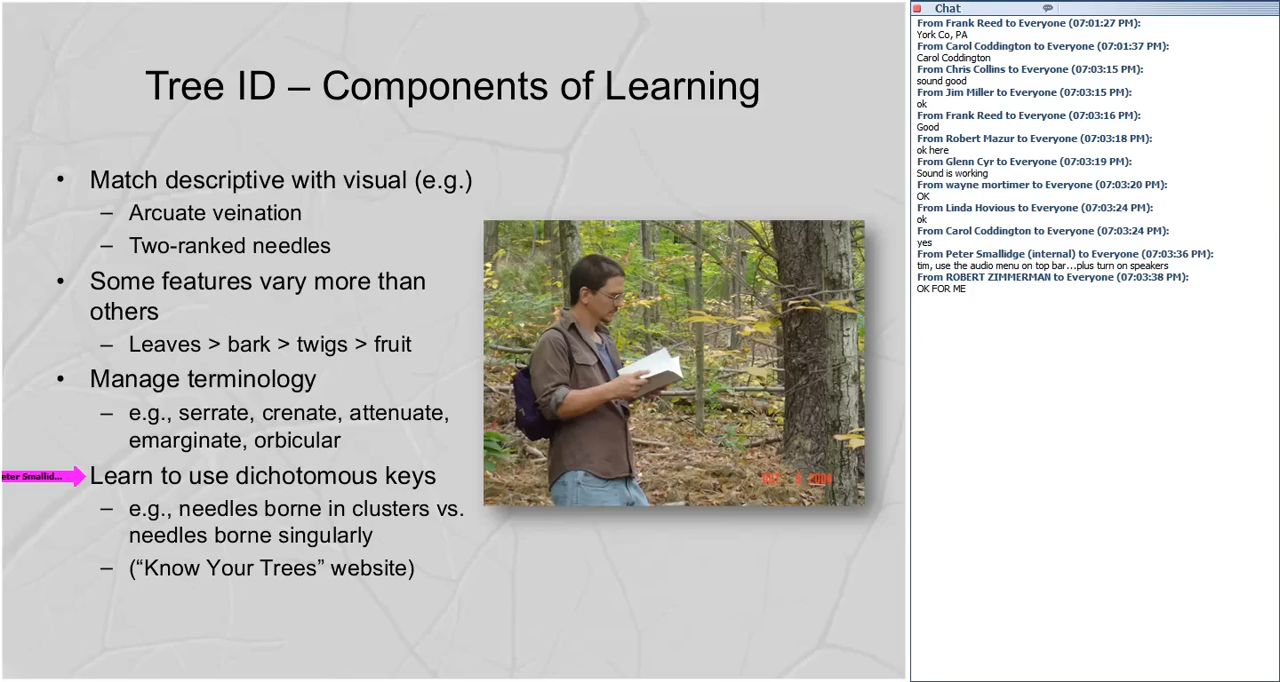 Tree ID – Components of Learning
• Match descriptive with visual (e.g.)
– Arcuate veination
– Two-ranked needles
• Some features vary more than
others
– Leaves > bark > twigs > fruit
• Manage terminology
– e.g., serrate, crenate, attenuate,
emarginate, orbicular
eter Smallid...
Learn to use dichotomous keys
– e.g., needles borne in clusters vs.
needles borne singularly
– (“Know Your Trees” website)
Chat
From Frank Reed to Everyone (07:01:27 PM):
York Co, PA
From Carol Coddington to Everyone (07:01:37 PM):
Carol Coddington
From Chris Collins to Everyone (07:03:15 PM):
sound good
From Jim Miller to Everyone (07:03:15 PM):
ok
From Frank Reed to Everyone (07:03:16 PM):
Good
From Robert Mazur to Everyone (07:03:18 PM):
ok here
From Glenn Cyr to Everyone (07:03:19 PM):
Sound is working
From wayne mortimer to Everyone (07:03:20 PM):
OK
From Linda Hovious to Everyone (07:03:24 PM):
ok
From Carol Coddington to Everyone (07:03:24 PM):
yes
From Peter Smallidge (internal) to Everyone (07:03:36 PM):
tim, use the audio menu on top bar...plus turn on speakers
From ROBERT ZIMMERMAN to Everyone (07:03:38 PM):
OK FOR ME